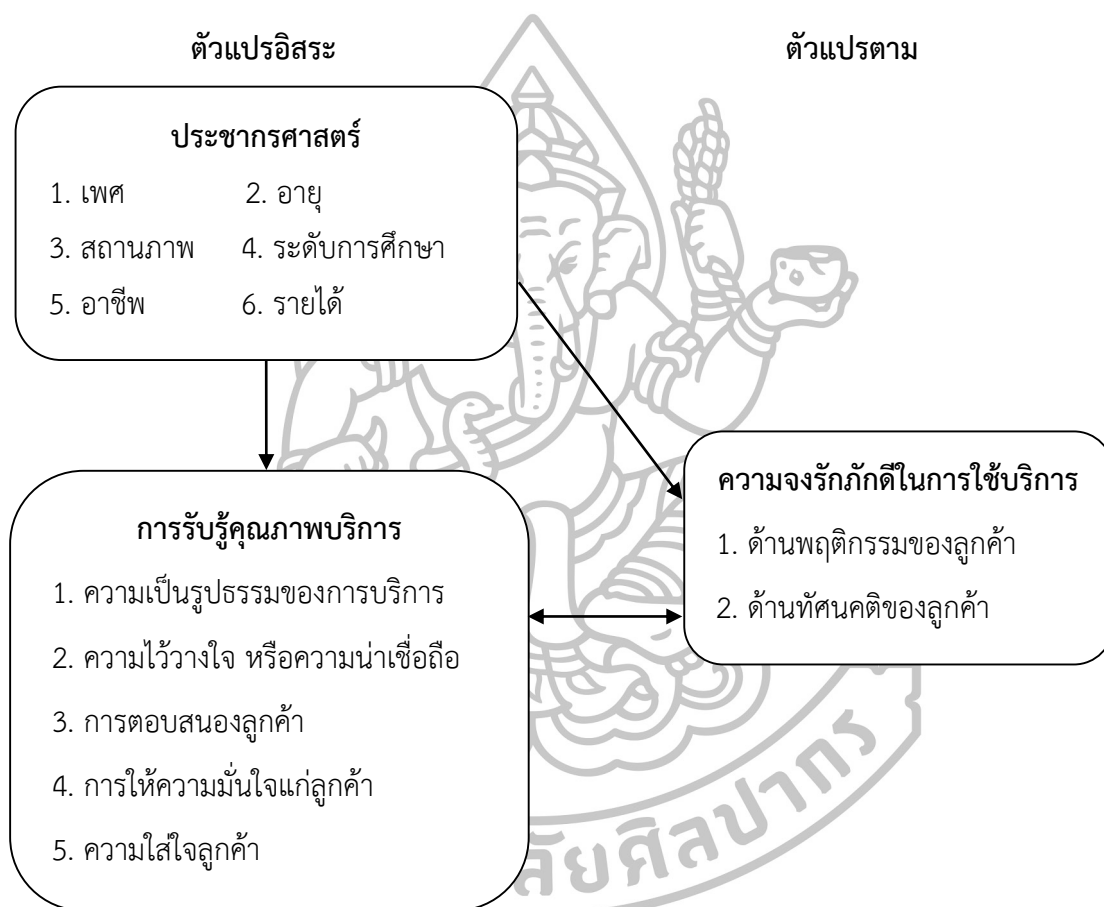 ตัวแปรอิสระ ตัวแปรตาม
ประชากรศาสตร์
1. เพศ 2. อายุ
3. สถานภาพ 4. ระดับการศึกษา
5. อาชีพ 6. รายได้
การรับรู้คุณภาพบริการ
1. ความเป็นรูปธรรมของการบริการ
2. ความไว้วางใจ หรือความน่าเชื่อถือ
3. การตอบสนองลูกค้า
4. การให้ความมั่นใจแก่ลูกค้า
5. ความใส่ใจลูกค้า
ความจงรักภักดีในการใช้บริการ
1. ด้านพฤติกรรมของลูกค้า
2. ด้านทัศนคติของลูกค้า
ลัยศิลปากร